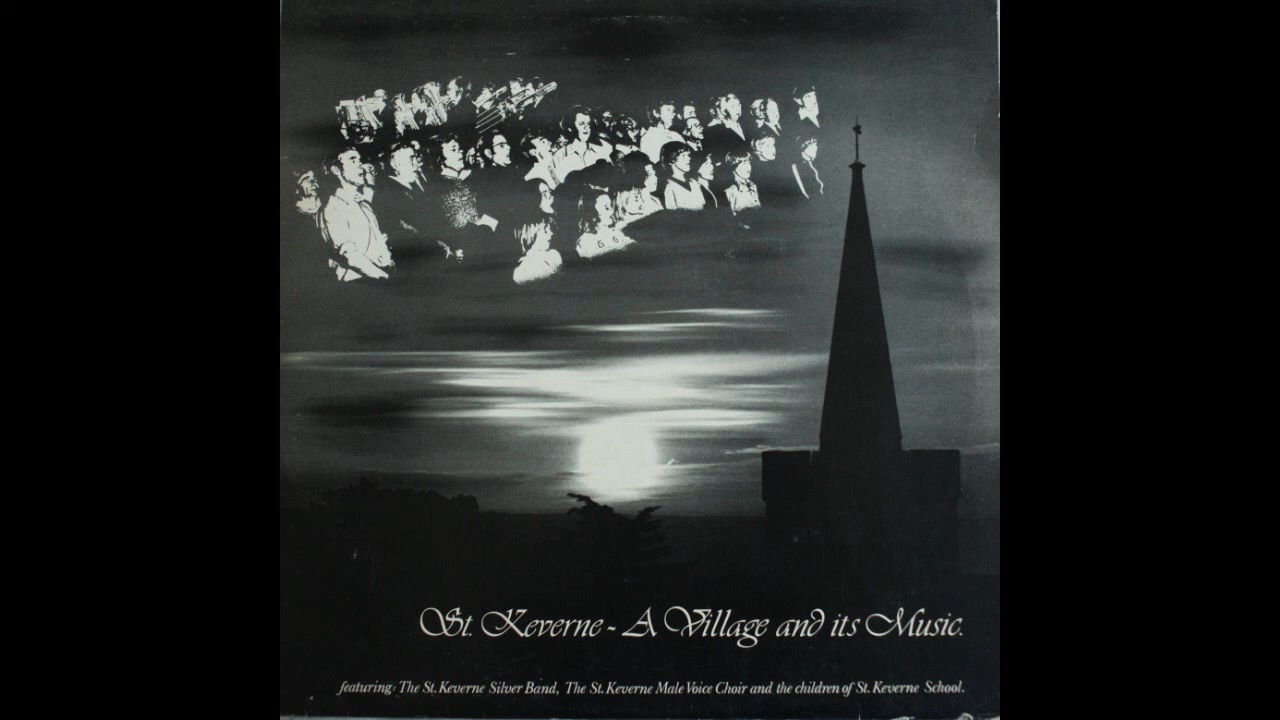 St. Keverne ~ A Village and its Music.
featuring: The St. Keverne Silver Band, The St. Keverne Male Voice Choir and the children of St. Keverne School.